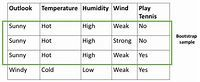 Outlook Temperature Humidity Wind Play Tennis
Sunny Hot High Weak No
Sunny Hot High Strong No
Sunny Hot High Weak Yes
Windy Cold Low Weak Yes
Bootstrap
sample